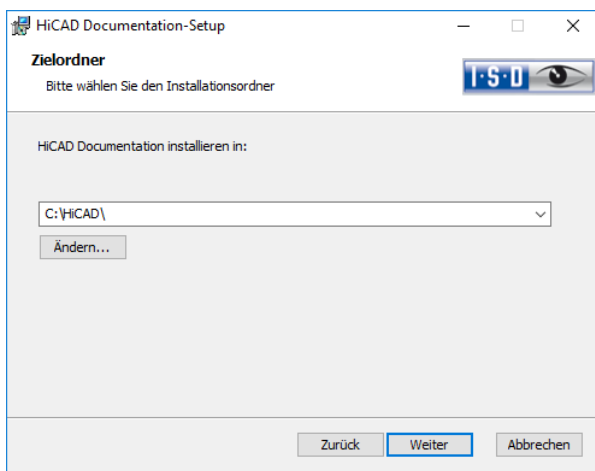 HiCAD Documentation-Setup
Zielordner
Bitte wählen Sie den Installationsordner
I·S·D
HiCAD Documentation installieren in:
C:\HiCAD\
Ändern...
Zurück Weiter Abbrechen